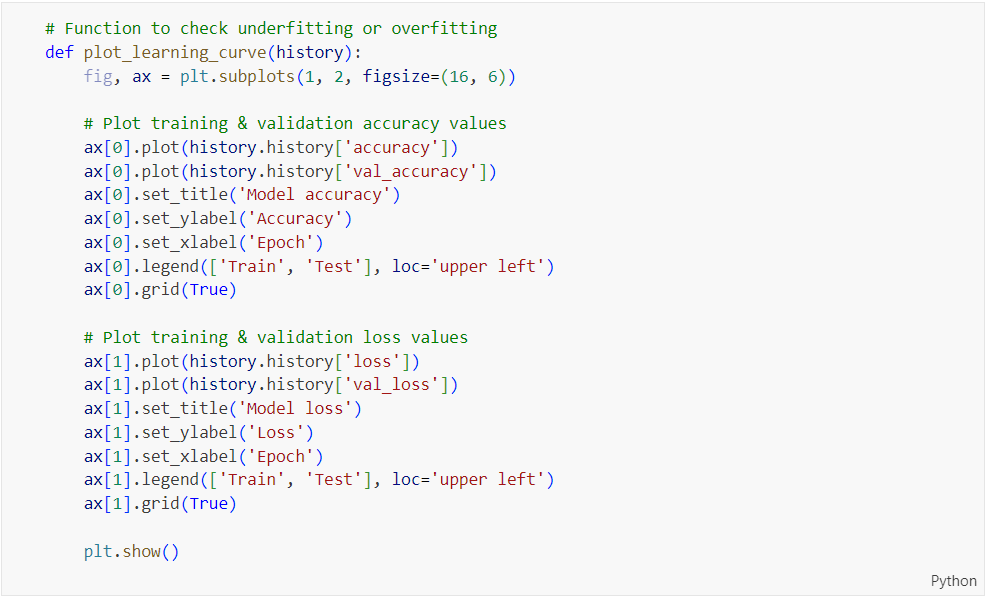 # Function to check underfitting or overfitting
def plot_learning_curve(history):
    fig, ax = plt.subplots(1, 2, figsize=(16, 6))

    # Plot training & validation accuracy values
    ax[0].plot(history.history['accuracy'])
    ax[0].plot(history.history['val_accuracy'])
    ax[0].set_title('Model accuracy')
    ax[0].set_ylabel('Accuracy')
    ax[0].set_xlabel('Epoch')
    ax[0].legend(['Train', 'Test'], loc='upper left')
    ax[0].grid(True)

    # Plot training & validation loss values
    ax[1].plot(history.history['loss'])
    ax[1].plot(history.history['val_loss'])
    ax[1].set_title('Model loss')
    ax[1].set_ylabel('Loss')
    ax[1].set_xlabel('Epoch')
    ax[1].legend(['Train', 'Test'], loc='upper left')
    ax[1].grid(True)

    plt.show()
Python